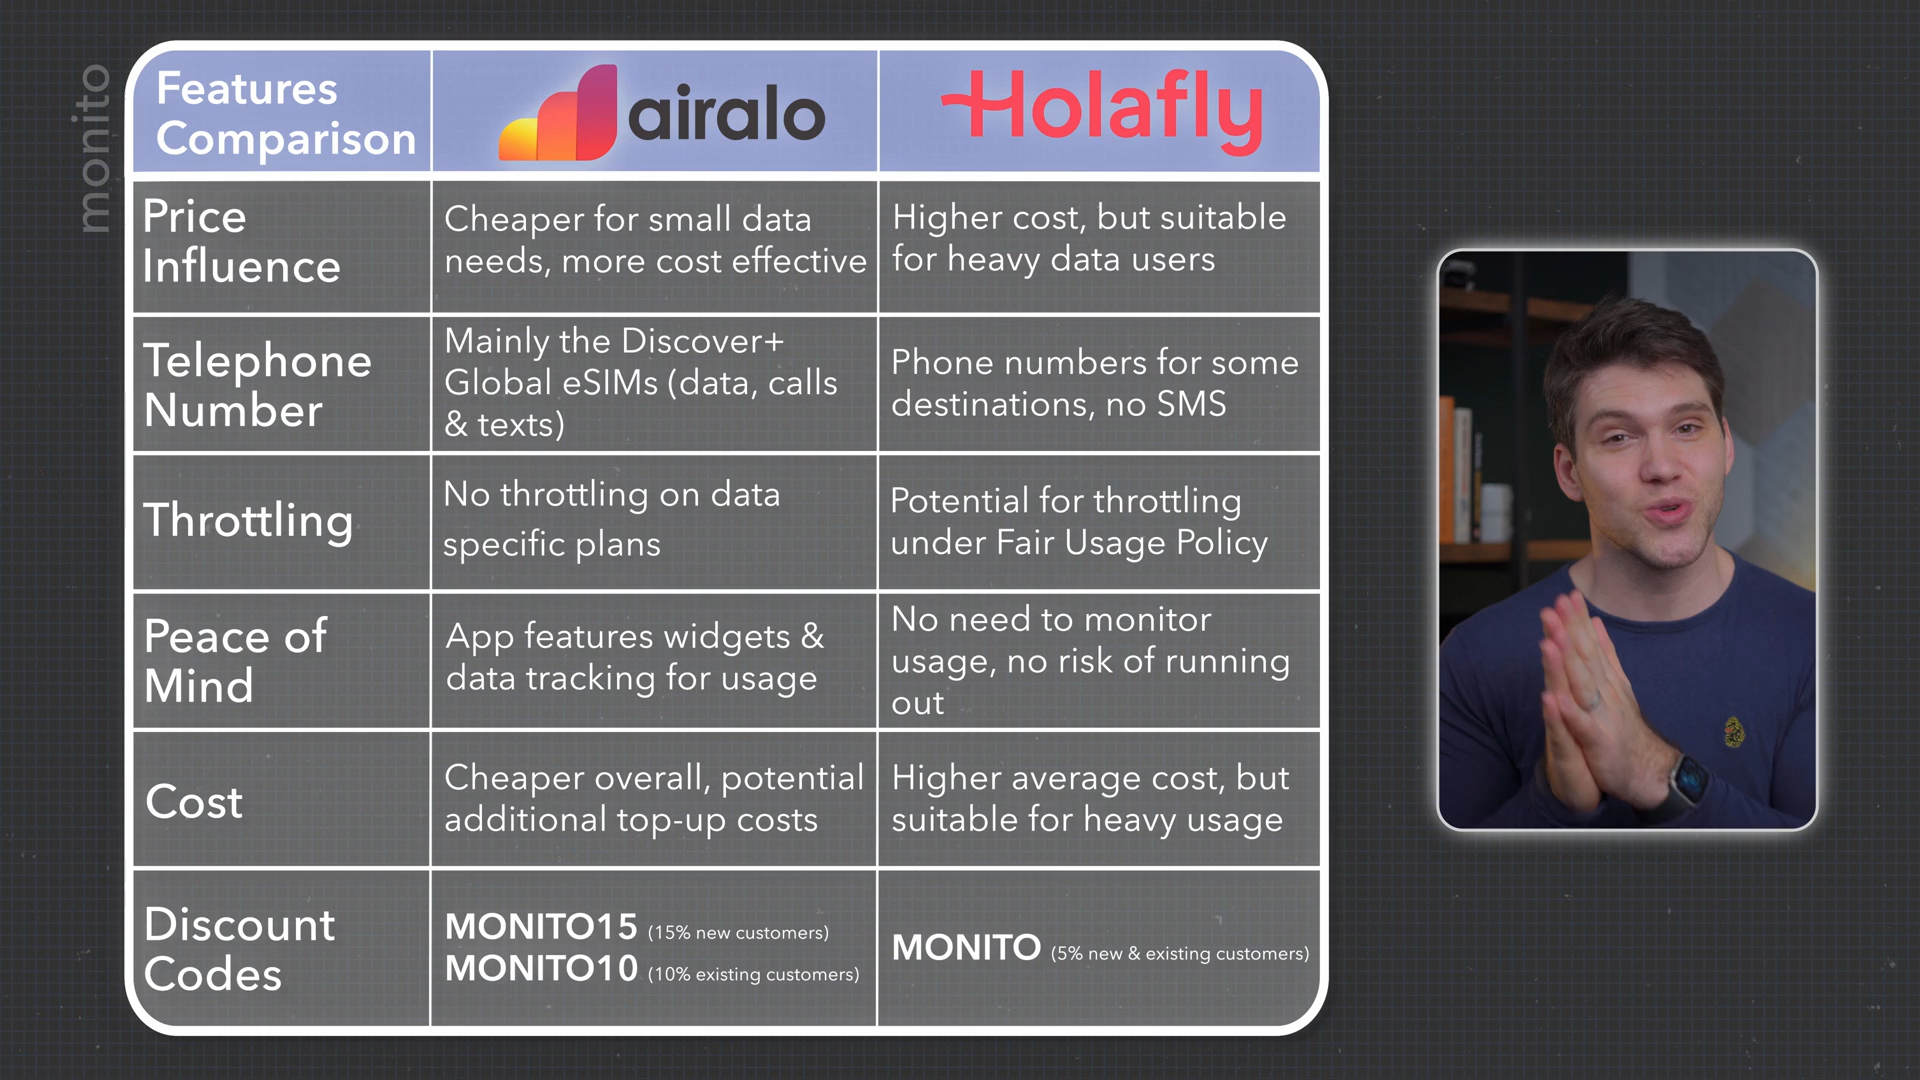 monito
Features
Comparison
airalo
Holafly
Price
Influence
Cheaper for small data
needs, more cost effective
Higher cost, but suitable
for heavy data users
Telephone
Number
Mainly the Discover+
Global eSIMs (data, calls
& texts)
Phone numbers for some
destinations, no SMS
Throttling
No throttling on data
specific plans
Potential for throttling
under Fair Usage Policy
Peace of
Mind
App features widgets &
data tracking for usage
No need to monitor
usage, no risk of running
out
Cost
Cheaper overall, potential
additional top-up costs
Higher average cost, but
suitable for heavy usage
Discount
Codes
MONITO15 (15% new customers)
MONITO10 (10% existing customers)
MONITO (5% new & existing customers)